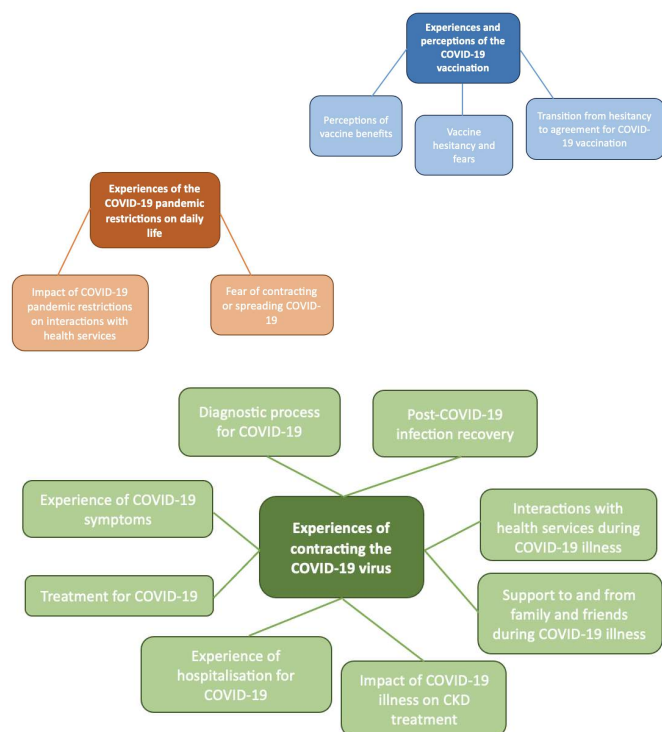 Experiences and
perceptions of the
COVID-19
vaccination
Perceptions of
vaccine benefits
Vaccine
hesitancy and
fears
Transition from hesitancy
to agreement for COVID-
19 vaccination
Experiences of the
COVID-19 pandemic
restrictions on daily
life
Impact of COVID-19
pandemic restrictions
on interactions with
health services
Fear of contracting
or spreading COVID-
19
Diagnostic process
for COVID-19
Post-COVID-19
infection recovery
Experience of COVID-19
symptoms
Experiences of
contracting the
COVID-19 virus
Interactions with
health services during
COVID-19 illness
Treatment for COVID-19
Support to and from
family and friends
during COVID-19 illness
Experience of
hospitalisation for
COVID-19
Impact of COVID-19
illness on CKD
treatment